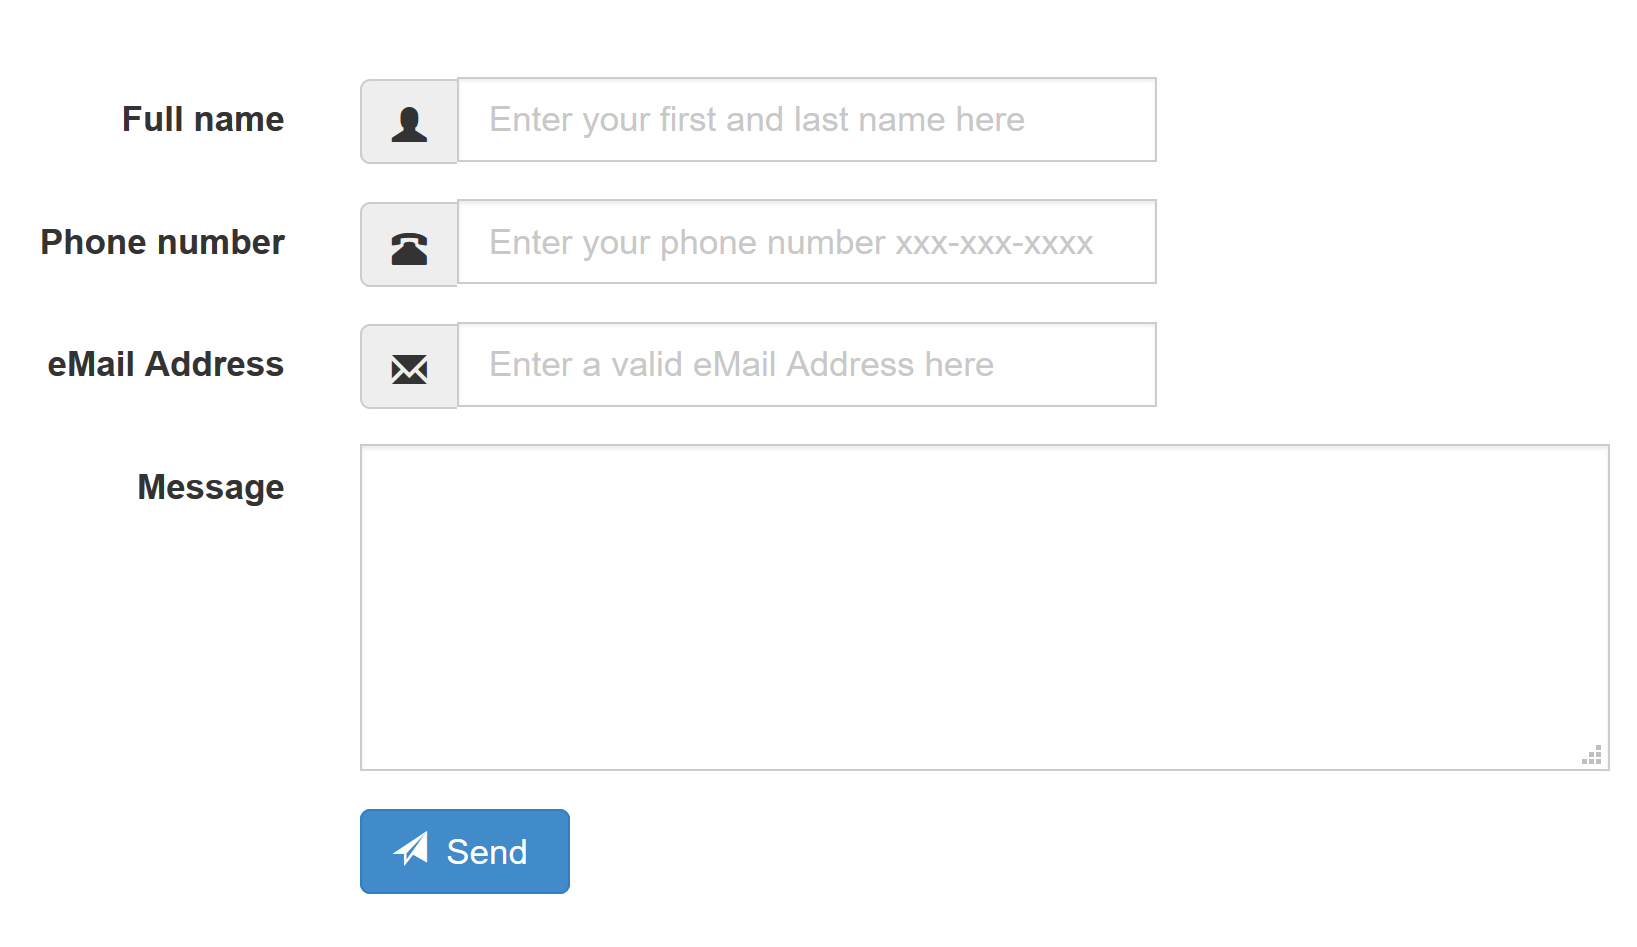 Full name
Enter your first and last name here
Phone number
Enter your phone number xxx-xxx-xxxx
eMail Address
Enter a valid eMail Address here
Message
Send